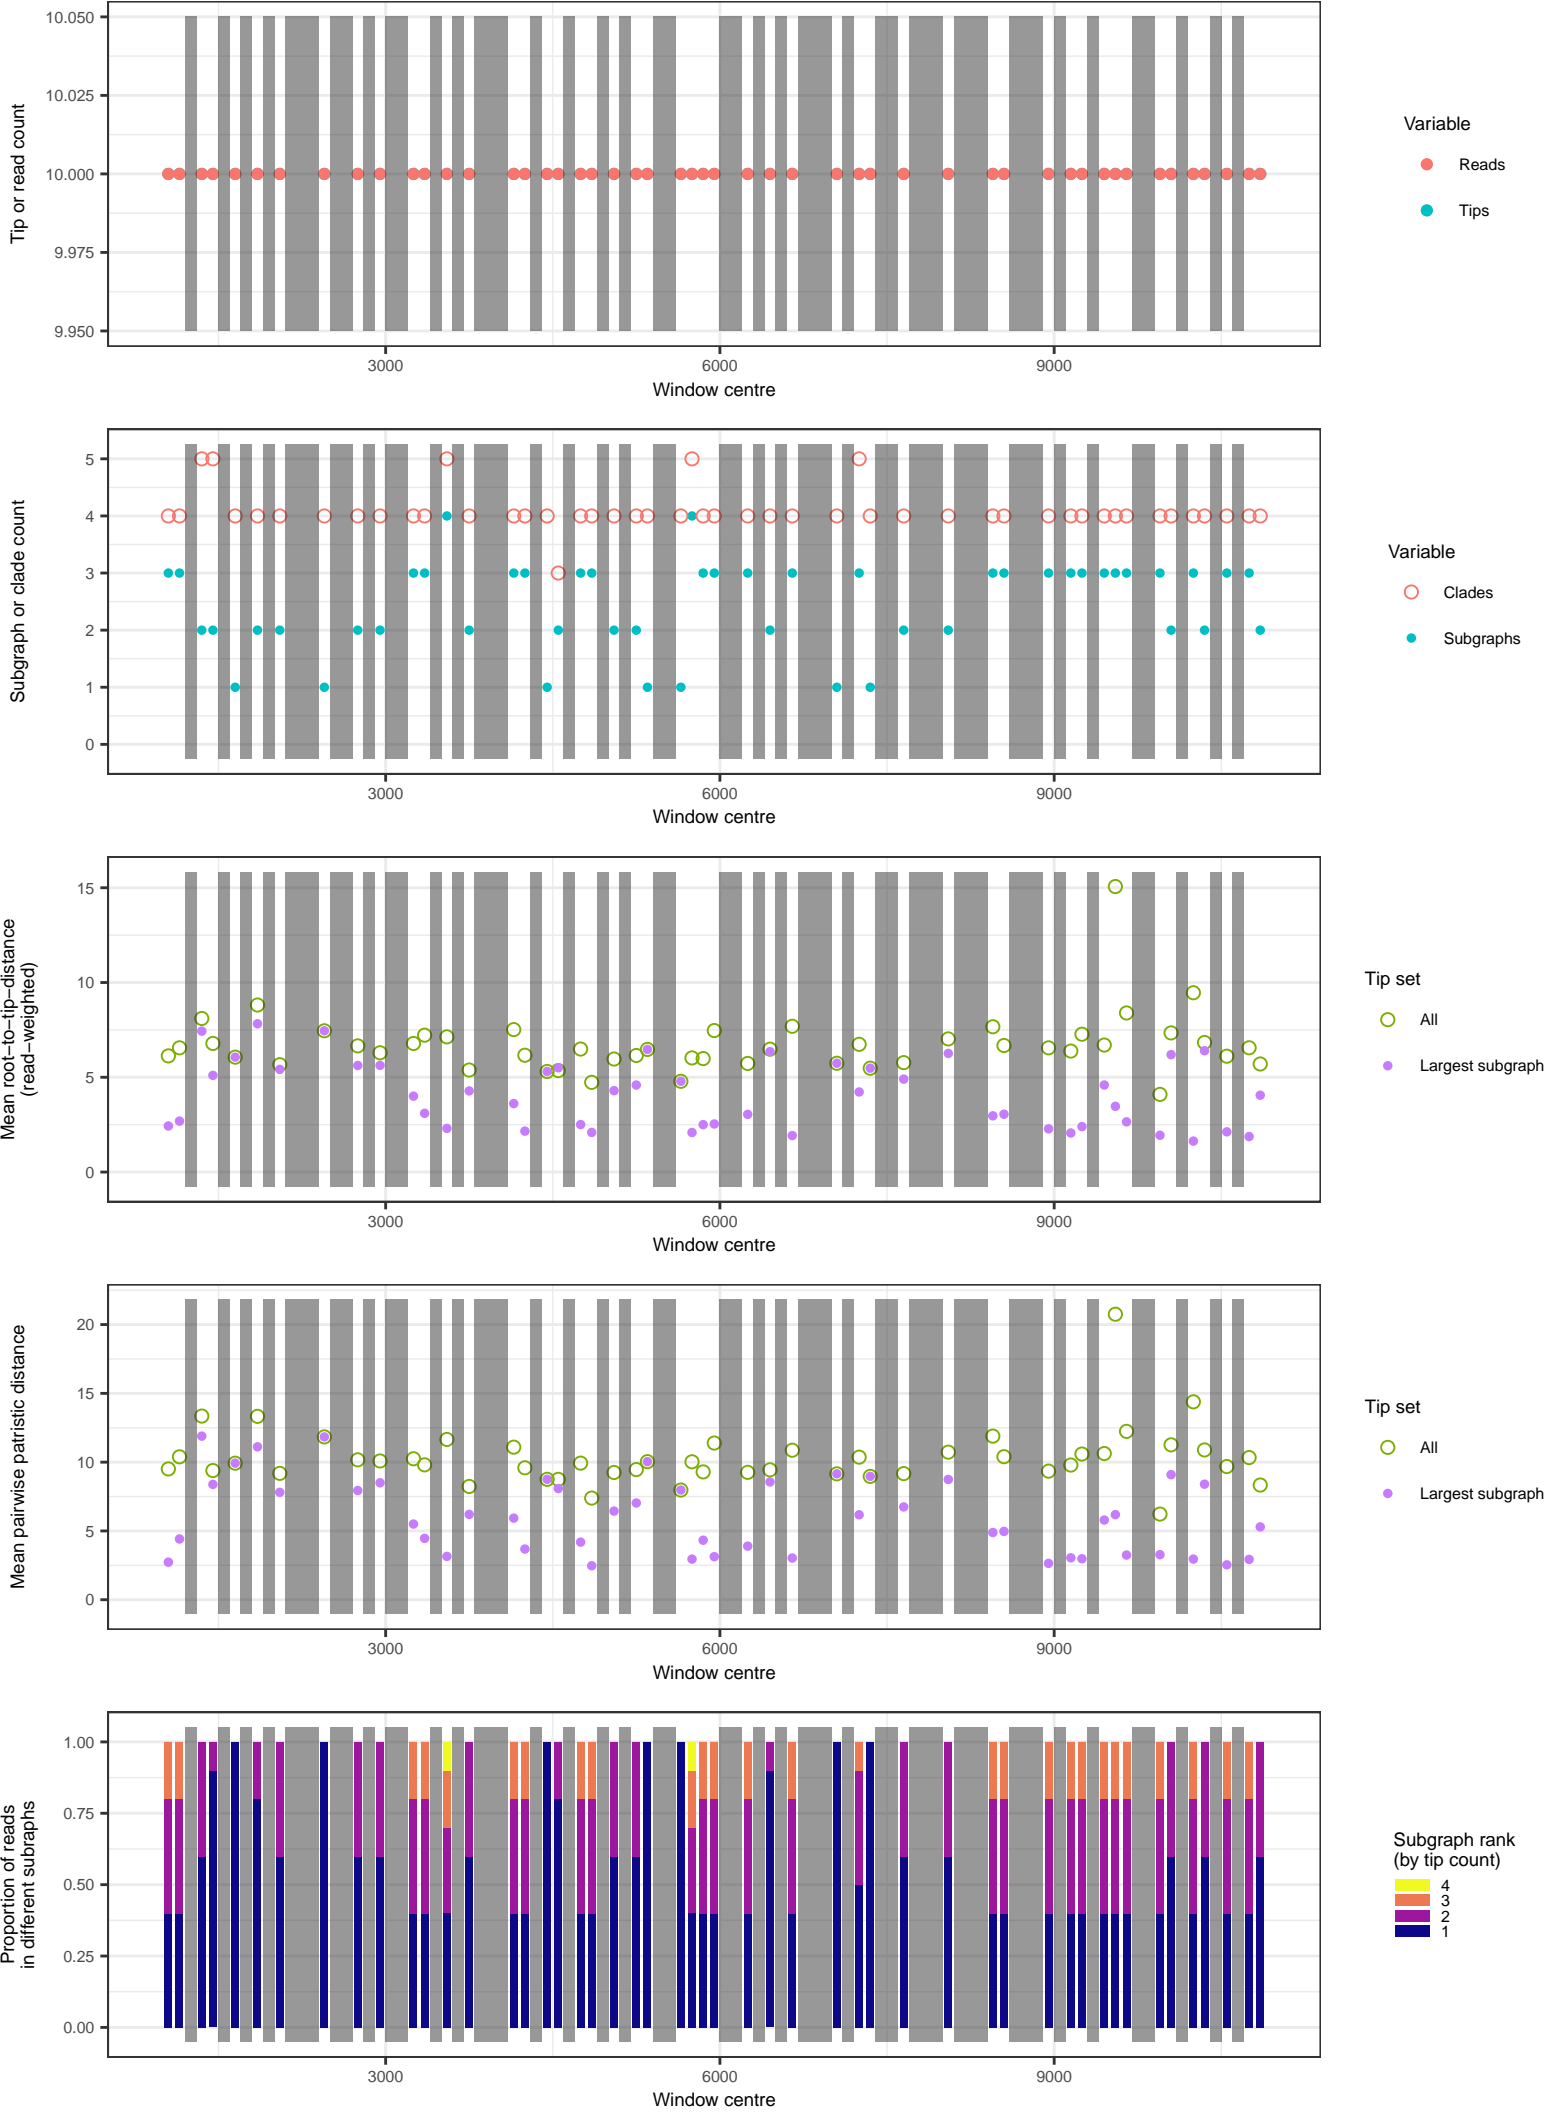 10.050
10.025
10.000
9.975
9.950
Tip or read count
3000 6000 9000
Window centre
Variable
Reads
Tips
5
4
3
2
1
0
Subgraph or clade count
3000 6000 9000
Window centre
Variable
Clades
Subgraphs
15
10
5
0
Mean root−to−tip−distance
(read−weighted)
3000 6000 9000
Window centre
Tip set
All
Largest subgraph
20
15
10
5
0
Mean pairwise patristic distance
3000 6000 9000
Window centre
Tip set
All
Largest subgraph
1.00
0.75
0.50
0.25
0.00
Proportion of reads
in different subraphs
3000 6000 9000
Window centre
Subgraph rank
(by tip count)
4
3
2
1